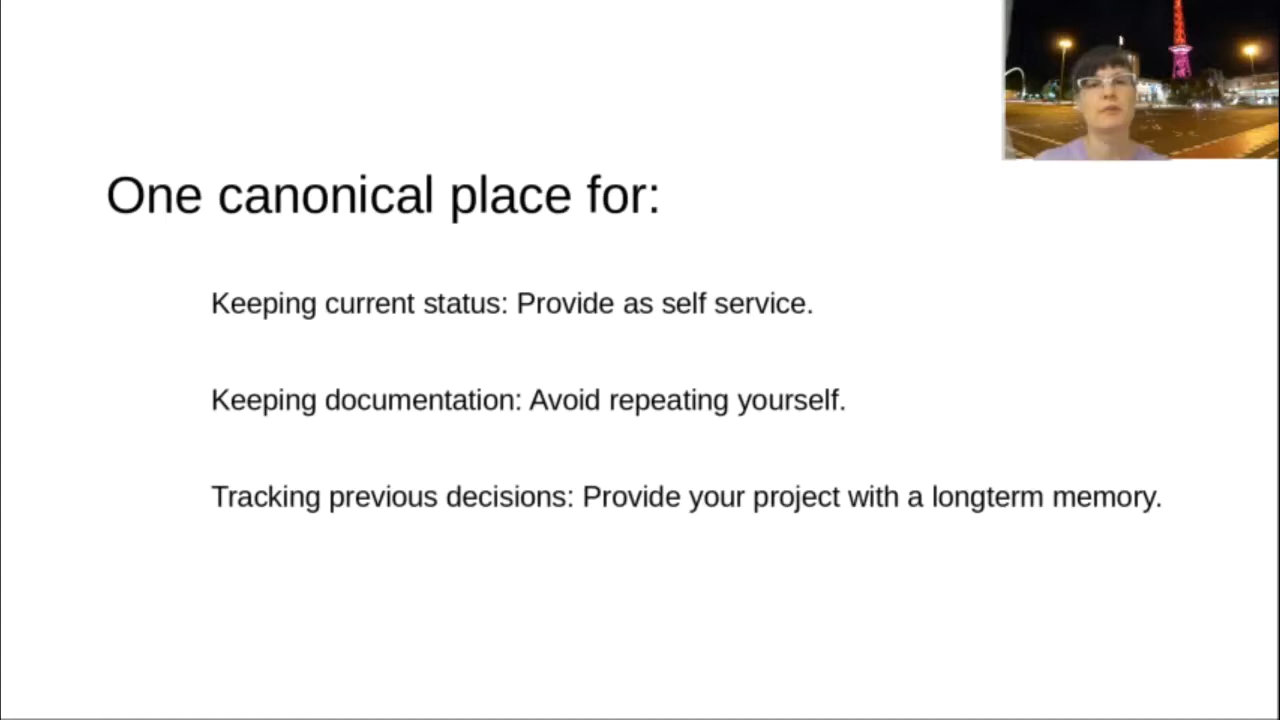 One canonical place for:
Keeping current status: Provide as self service.
Keeping documentation: Avoid repeating yourself.
Tracking previous decisions: Provide your project with a longterm memory.